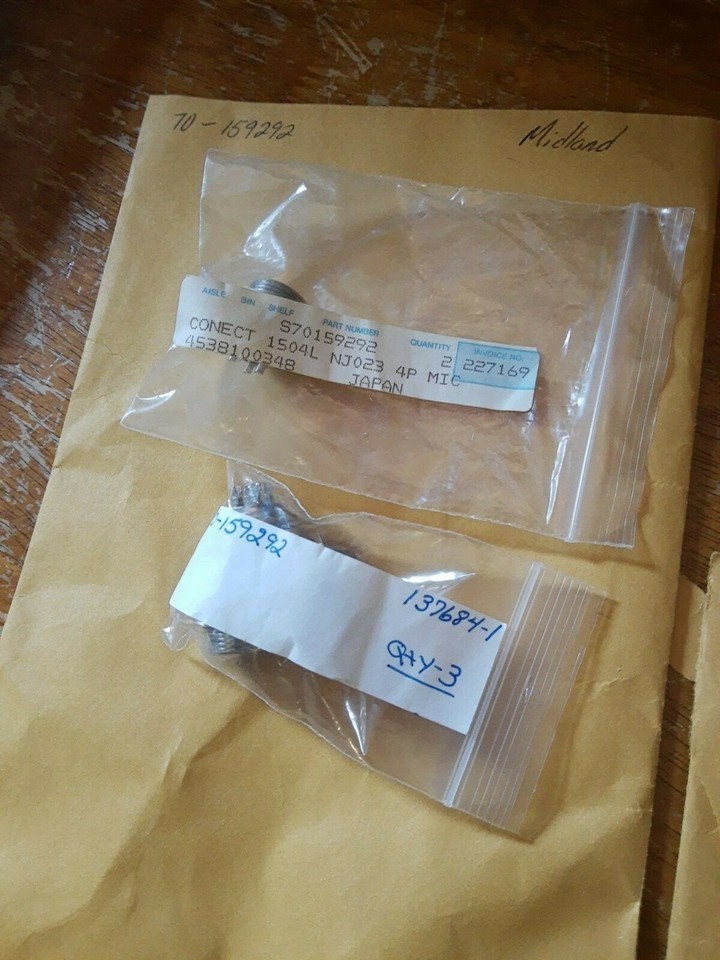 70-159292
Midland
AISLE BIN SHELF PART NUMBER QUANTITY INVOICE NO.
S70159292 2 227169
CONECT 1504L NJ023 4P MIC
4538100348 JAPAN
-159292
137684-1
QtY-3